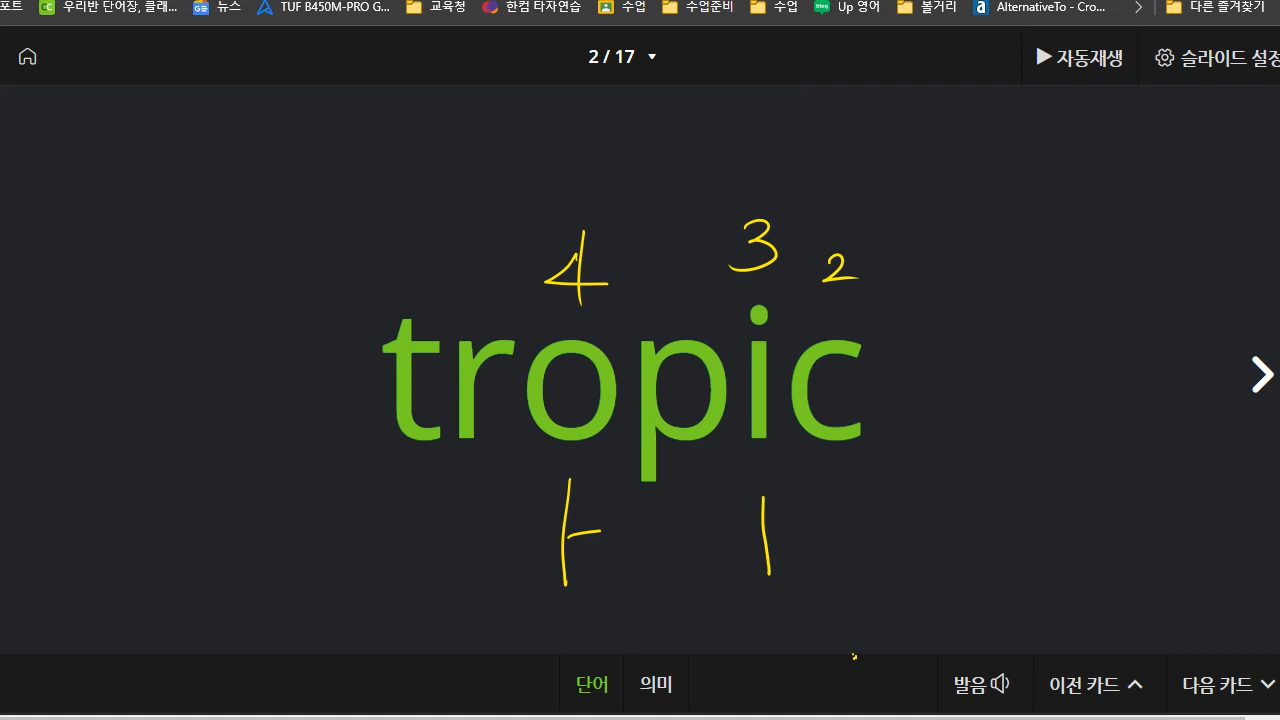 포트 우리반 단어장, 클래... 뉴스 TUF B450M-PRO G... 교육청 한컴 타자연습 수업 수업준비 수업 Up 영어 볼거리 AlternativeTo - Cro... 다른 즐겨찾기
2 / 17 자동재생 슬라이드 설정
4 3 2
tropic
ㅏ ㅣ
단어 의미 발음 이전 카드 다음 카드